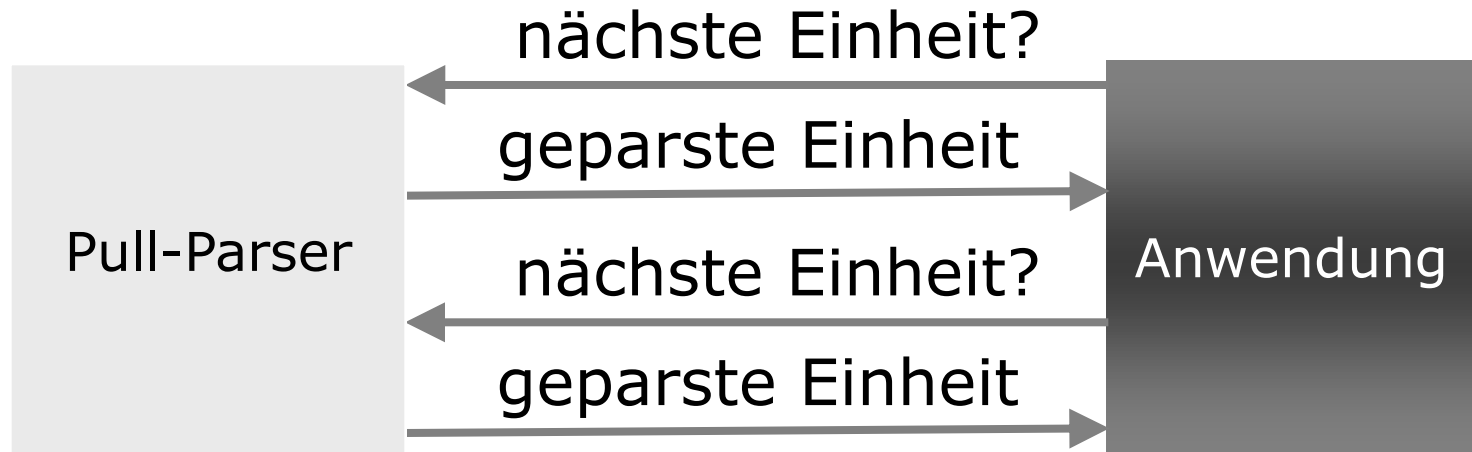 nächste Einheit?
geparste Einheit
Pull-Parser
nächste Einheit?
Anwendung
geparste Einheit